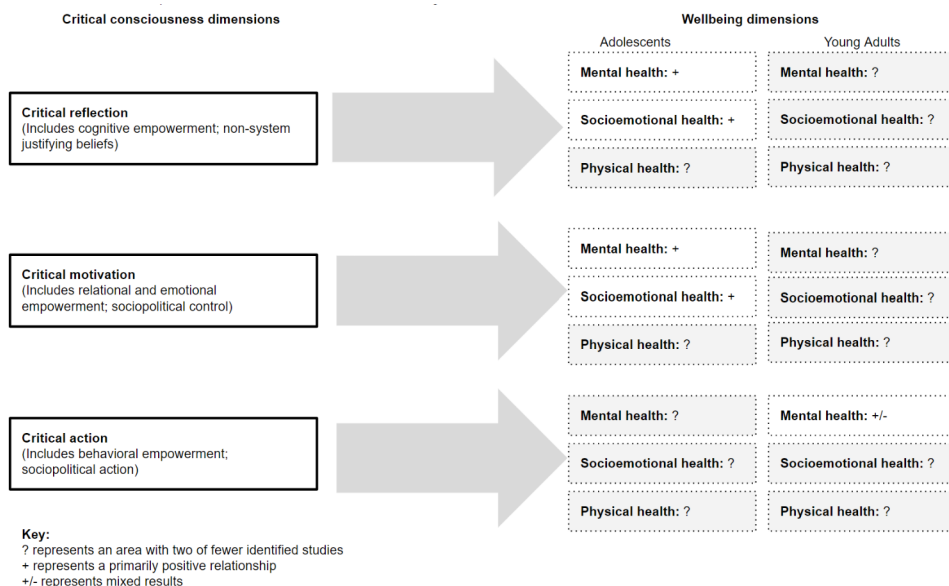 Critical consciousness dimensions
Wellbeing dimensions
Adolescents
Young Adults
Critical reflection
(Includes cognitive empowerment; non-system
justifying beliefs)
Mental health: +
Socioemotional health: +
Physical health: ?
Mental health: ?
Socioemotional health: ?
Physical health: ?
Critical motivation
(Includes relational and emotional
empowerment; sociopolitical control)
Mental health: +
Socioemotional health: +
Physical health: ?
Mental health: ?
Socioemotional health: ?
Physical health: ?
Critical action
(Includes behavioral empowerment;
sociopolitical action)
Mental health: ?
Socioemotional health: ?
Physical health: ?
Mental health: +/-
Socioemotional health: ?
Physical health: ?
Key:
? represents an area with two of fewer identified studies
+ represents a primarily positive relationship
+/- represents mixed results